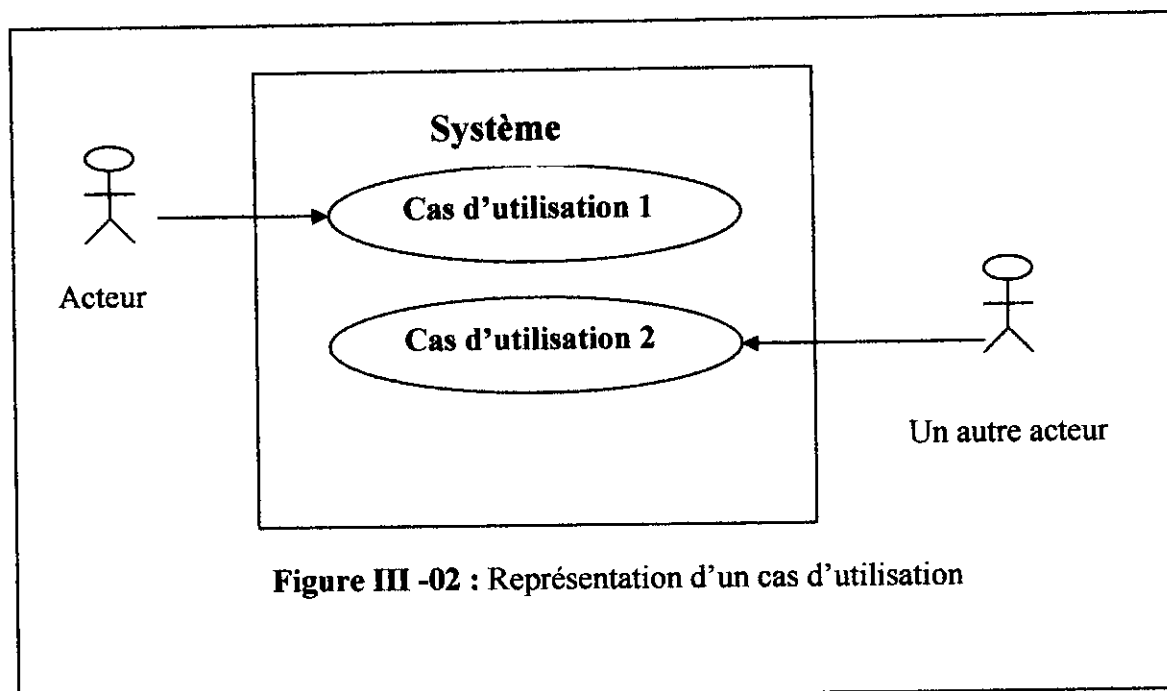 Système
Cas d'utilisation 1
Acteur
Cas d'utilisation 2
Un autre acteur
Figure III -02 : Représentation d'un cas d'utilisation